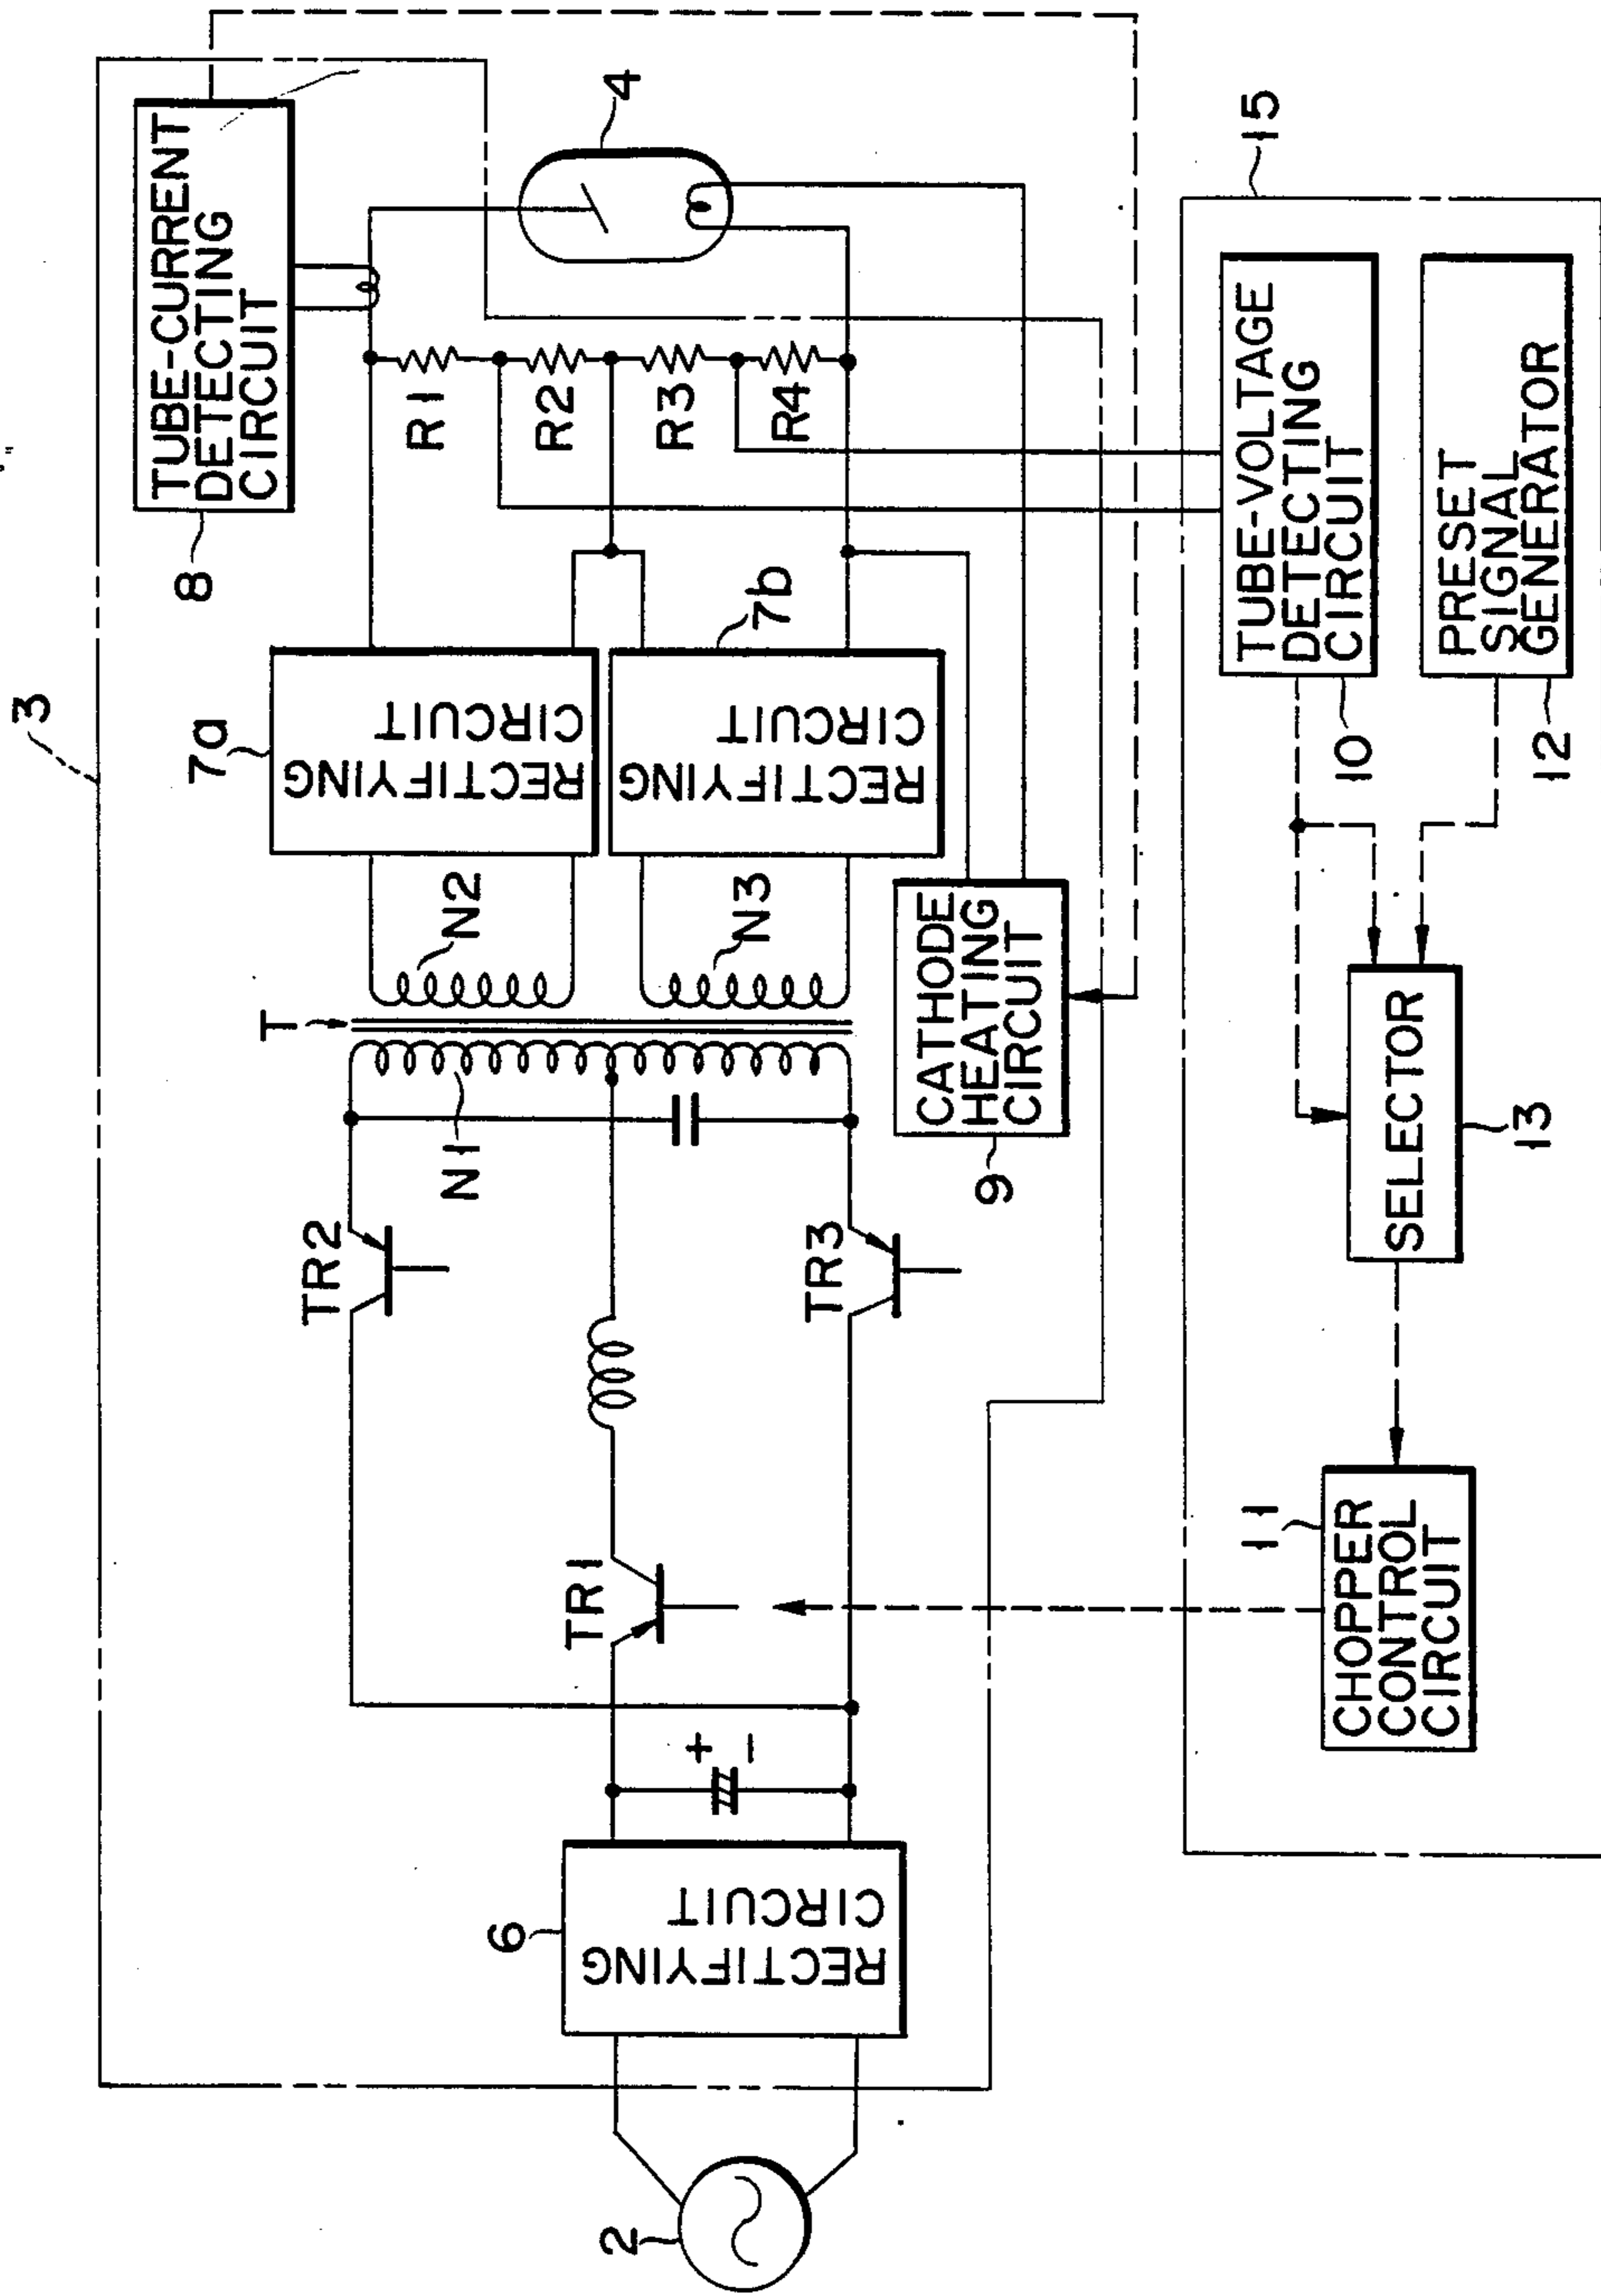 3
8
TUBE-CURRENT
DETECTING
CIRCUIT
4
7a
RECTIFYING
CIRCUIT
7b
RECTIFYING
CIRCUIT
R1
R2
R3
R4
T
N1
N2
N3
TR2
TR3
TR1
+
-
6
RECTIFYING
CIRCUIT
2
9
CATHODE
HEATING
CIRCUIT
15
TUBE-VOLTAGE
DETECTING
CIRCUIT
10
PRESET
SIGNAL
GENERATOR
12
SELECTOR
13
11
CHOPPER
CONTROL
CIRCUIT